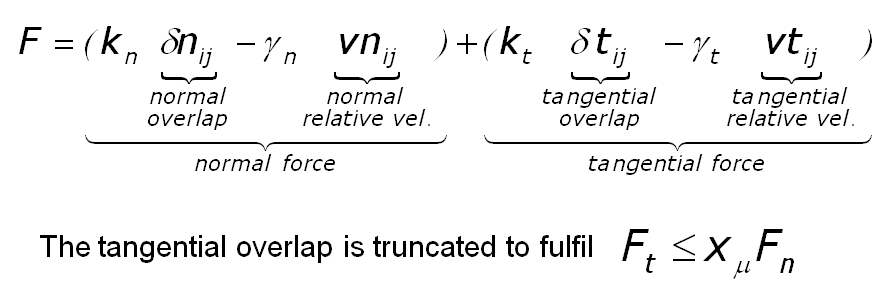 F = (k_n δn_ij − γ_n vn_ij) + (k_t δt_ij − γ_t vt_ij)
normal normal tangential tangential
overlap relative vel. overlap relative vel.
normal force tangential force
The tangential overlap is truncated to fulfil F_t ≤ x_μ F_n